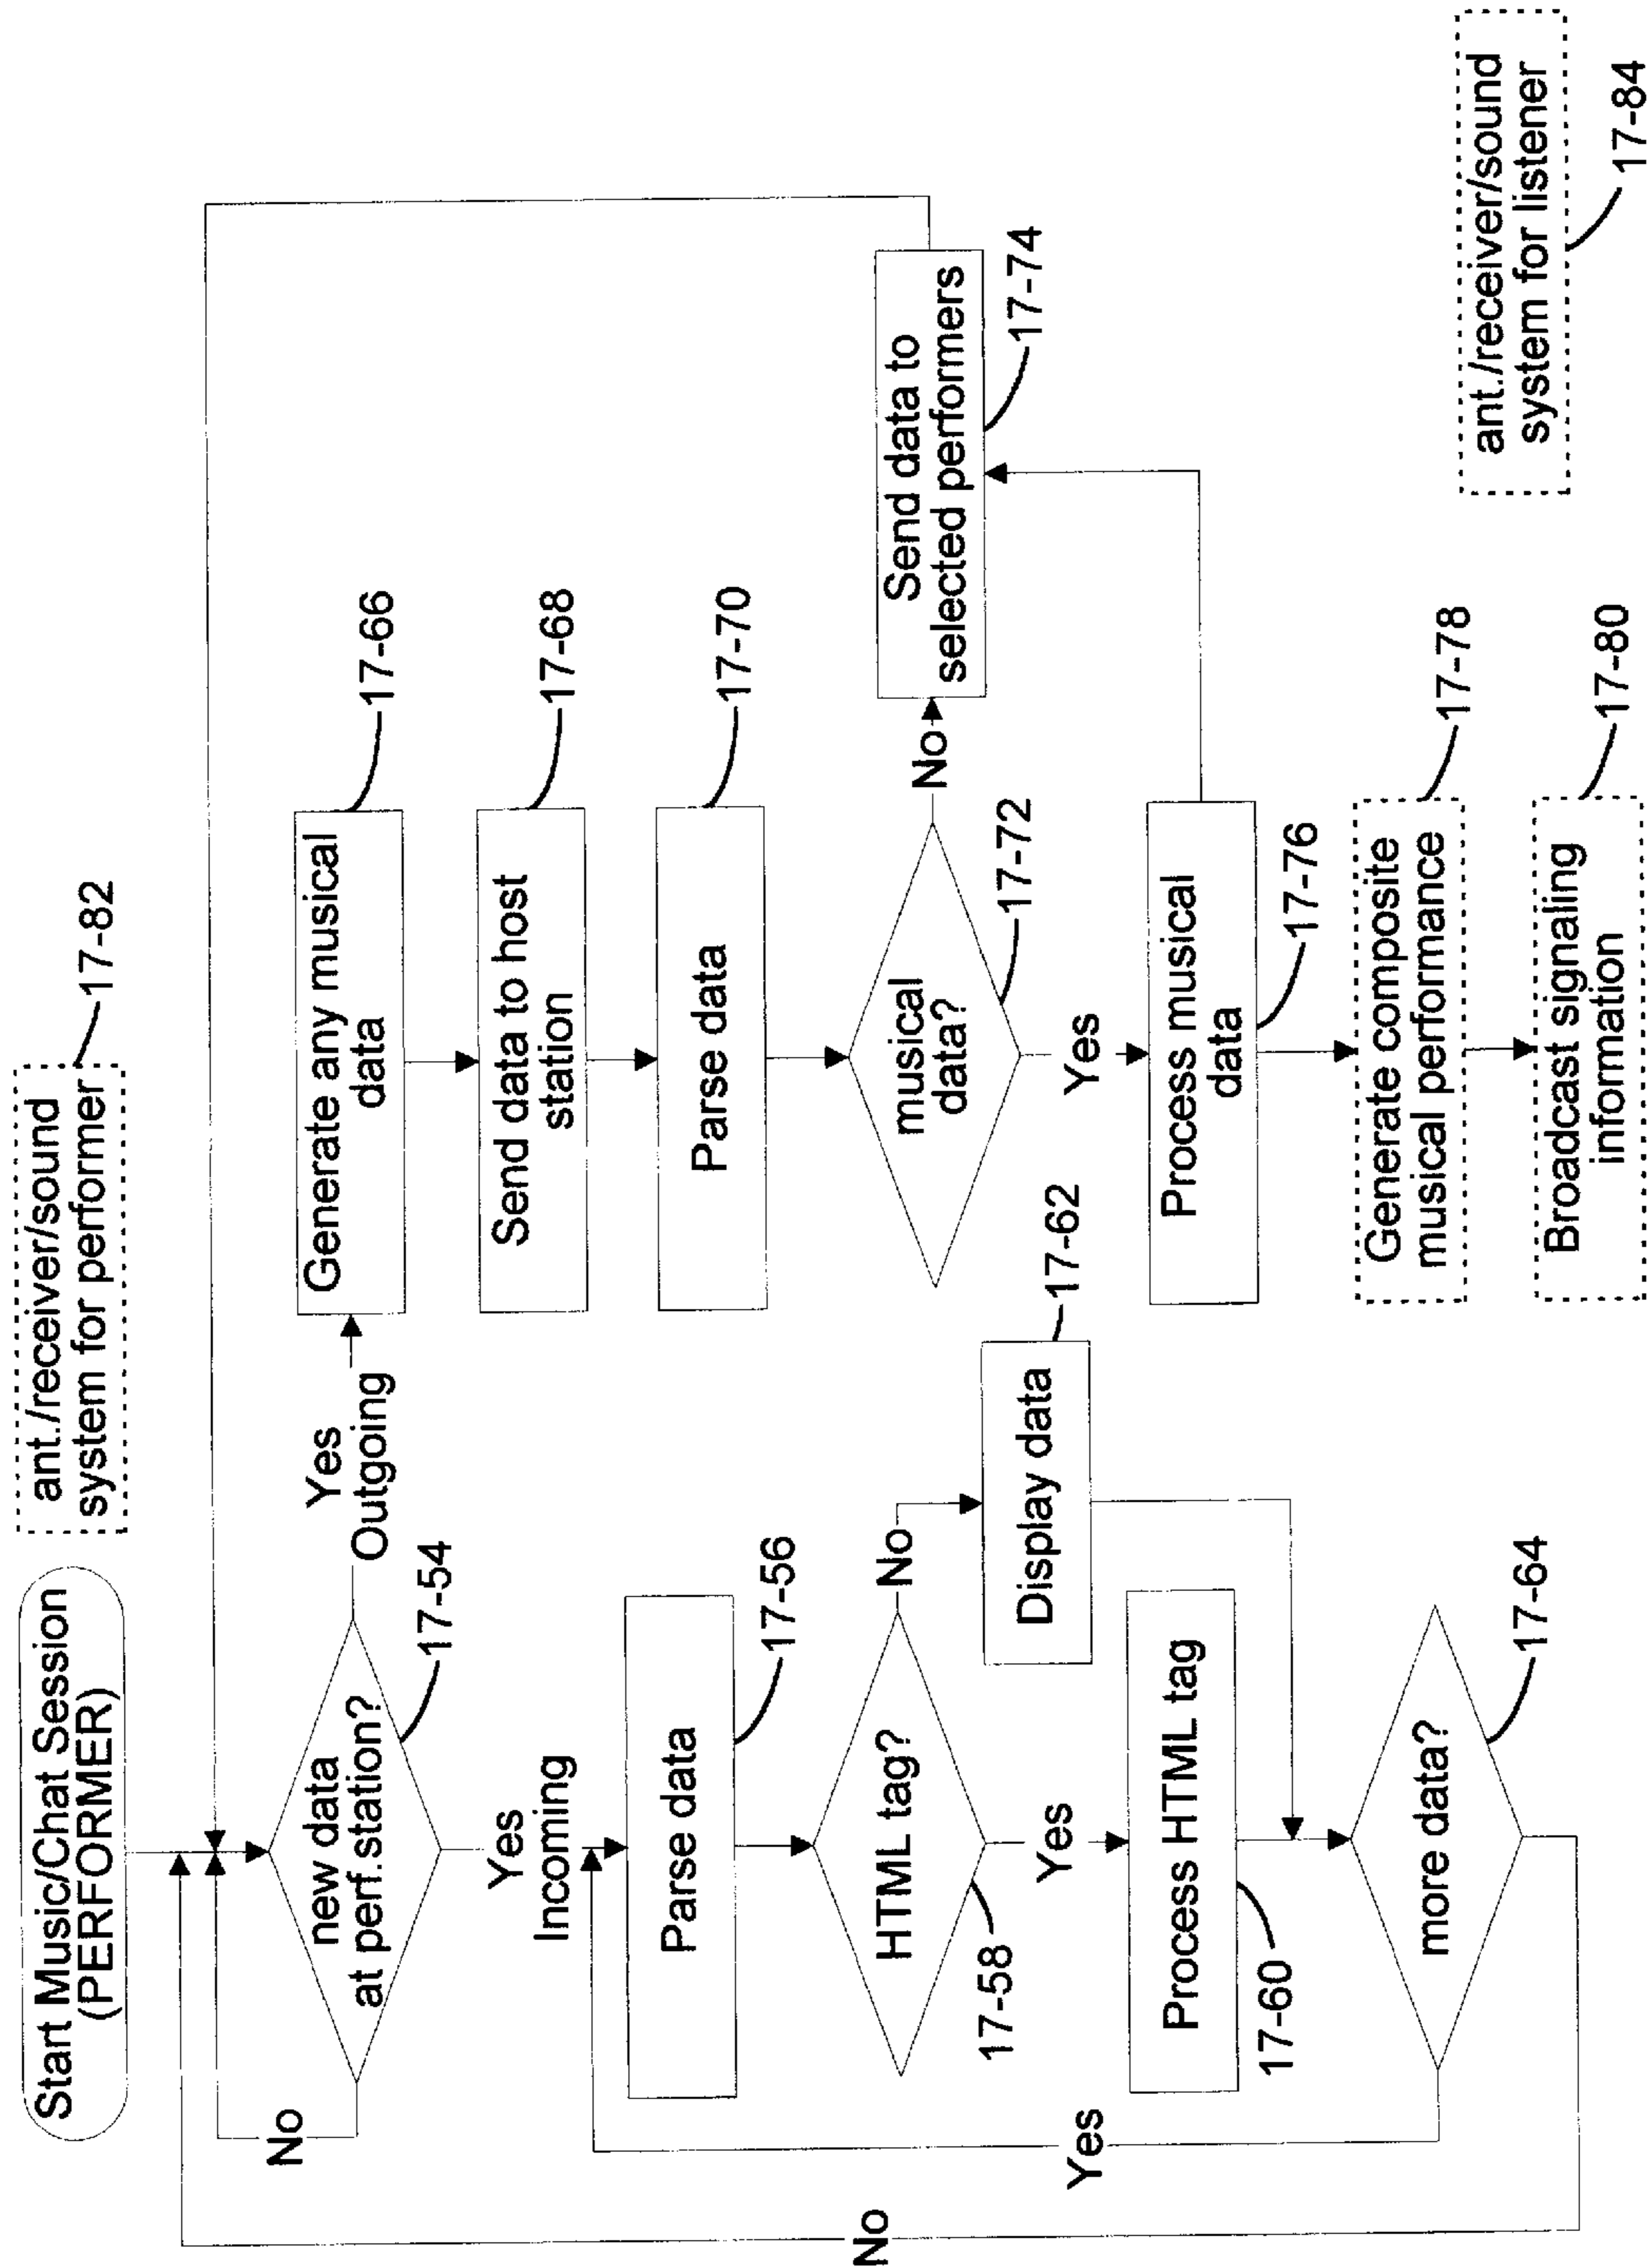 Start Music/Chat Session
(PERFORMER)
ant./receiver/sound
system for performer
17-82
No
new data
at perf.station?
17-54
Yes
Outgoing
Yes
Incoming
Generate any musical
data
17-66
Send data to host
station
17-68
Parse data
17-56
Parse data
17-70
HTML tag?
17-58
No
Yes
Display data
17-62
musical
data?
17-72
No
Send data to
selected performers
17-74
Yes
Process HTML tag
17-60
Process musical
data
17-76
more data?
17-64
Yes
No
Generate composite
musical performance
17-78
Broadcast signaling
information
17-80
ant./receiver/sound
system for listener
17-84